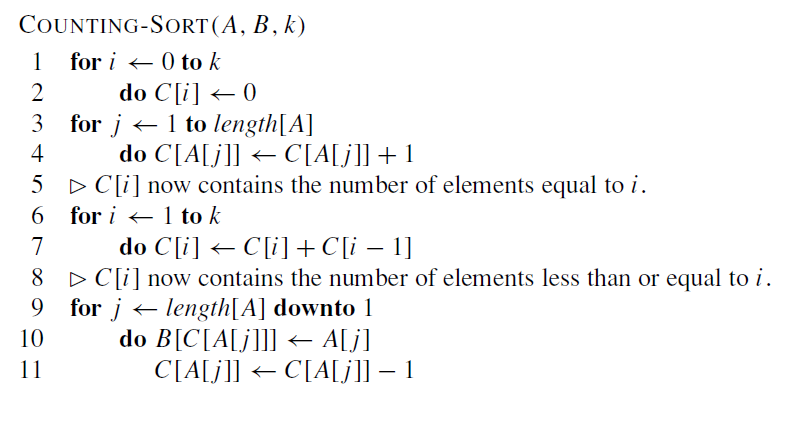 COUNTING-SORT(A, B, k)
1 for i ← 0 to k
2 do C[i] ← 0
3 for j ← 1 to length[A]
4 do C[A[j]] ← C[A[j]] + 1
5 ▷ C[i] now contains the number of elements equal to i.
6 for i ← 1 to k
7 do C[i] ← C[i] + C[i − 1]
8 ▷ C[i] now contains the number of elements less than or equal to i.
9 for j ← length[A] downto 1
10 do B[C[A[j]]] ← A[j]
11 C[A[j]] ← C[A[j]] − 1